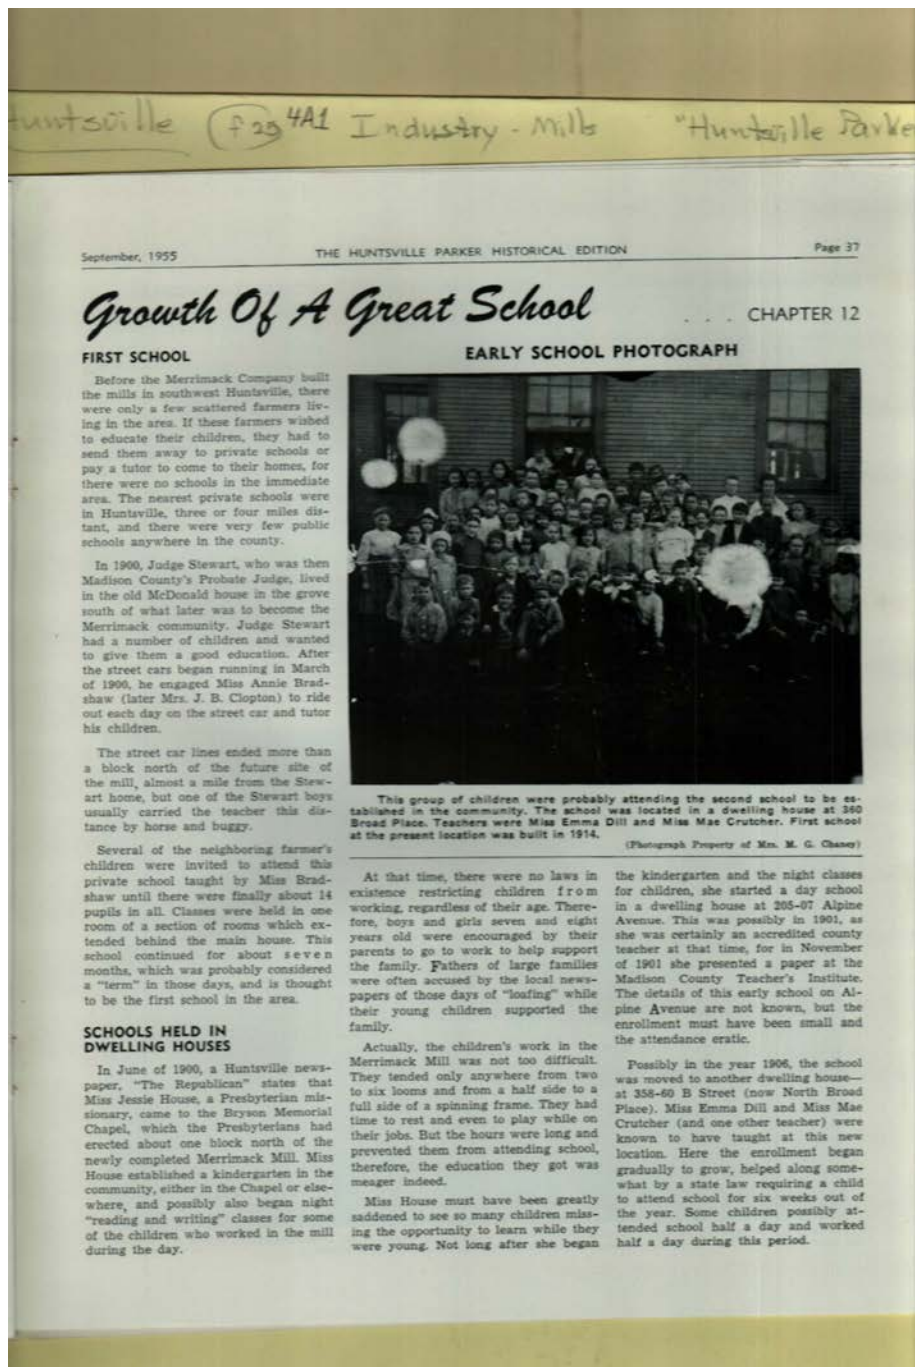 Huntsville f29 4A1 Industry - Mills "Huntsville Parke
September, 1955 THE HUNTSVILLE PARKER HISTORICAL EDITION Page 37
Growth Of A Great School . . . CHAPTER 12
FIRST SCHOOL
Before the Merrimack Company built
the mills in southwest Huntsville, there
were only a few scattered farmers liv-
ing in the area. If these farmers wished
to educate their children, they had to
send them away to private schools or
pay a tutor to come to their homes, for
there were no schools in the immediate
area. The nearest private schools were
in Huntsville, three or four miles dis-
tant, and there were very few public
schools anywhere in the county.
In 1900, Judge Stewart, who was then
Madison County's Probate Judge, lived
in the old McDonald house in the grove
south of what later was to become the
Merrimack community. Judge Stewart
had a number of children and wanted
to give them a good education. After
the street cars began running in March
of 1900, he engaged Miss Annie Brad-
shaw (later Mrs. J. B. Clopton) to ride
out each day on the street car and tutor
his children.
The street car lines ended more than
a block north of the future site of
the mill, almost a mile from the Stew-
art home, but one of the Stewart boys
usually carried the teacher this dis-
tance by horse and buggy.
Several of the neighboring farmer's
children were invited to attend this
private school taught by Miss Brad-
shaw until there were finally about 14
pupils in all. Classes were held in one
room of a section of rooms which ex-
tended behind the main house. This
school continued for about seven
months, which was probably considered
a "term" in those days, and is thought
to be the first school in the area.
SCHOOLS HELD IN
DWELLING HOUSES
In June of 1900, a Huntsville news-
paper, "The Republican" states that
Miss Jessie House, a Presbyterian mis-
sionary, came to the Bryson Memorial
Chapel, which the Presbyterians had
erected about one block north of the
newly completed Merrimack Mill. Miss
House established a kindergarten in the
community, either in the Chapel or else-
where, and possibly also began night
"reading and writing" classes for some
of the children who worked in the mill
during the day.
EARLY SCHOOL PHOTOGRAPH
This group of children were probably attending the second school to be es-
tablished in the community. The school was located in a dwelling house at 360
Broad Place. Teachers were Miss Emma Dill and Miss Mae Crutcher. First school
at the present location was built in 1914.
(Photograph Property of Mrs. M. G. Chaney)
At that time, there were no laws in
existence restricting children from
working, regardless of their age. There-
fore, boys and girls seven and eight
years old were encouraged by their
parents to go to work to help support
the family. Fathers of large families
were often accused by the local news-
papers of those days of "loafing" while
their young children supported the
family.
Actually, the children's work in the
Merrimack Mill was not too difficult.
They tended only anywhere from two
to six looms and from a half side to a
full side of a spinning frame. They had
time to rest and even to play while on
their jobs. But the hours were long and
prevented them from attending school,
therefore, the education they got was
meager indeed.
Miss House must have been greatly
saddened to see so many children miss-
ing the opportunity to learn while they
were young. Not long after she began
the kindergarten and the night classes
for children, she started a day school
in a dwelling house at 205-07 Alpine
Avenue. This was possibly in 1901, as
she was certainly an accredited county
teacher at that time, for in November
of 1901 she presented a paper at the
Madison County Teacher's Institute.
The details of this early school on Al-
pine Avenue are not known, but the
enrollment must have been small and
the attendance eratic.
Possibly in the year 1906, the school
was moved to another dwelling house—
at 358-60 B Street (now North Broad
Place). Miss Emma Dill and Miss Mae
Crutcher (and one other teacher) were
known to have taught at this new
location. Here the enrollment began
gradually to grow, helped along some-
what by a state law requiring a child
to attend school for six weeks out of
the year. Some children possibly at-
tended school half a day and worked
half a day during this period.